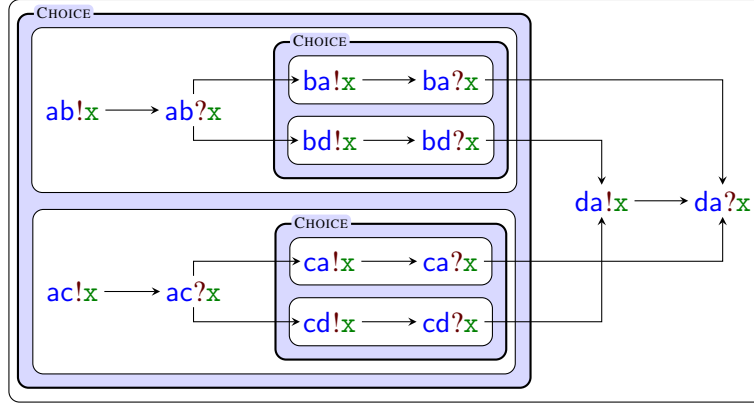 CHOICE
CHOICE
ba!x ba?x
ab!x ab?x
bd!x bd?x
da!x da?x
CHOICE
ca!x ca?x
ac!x ac?x
cd!x cd?x